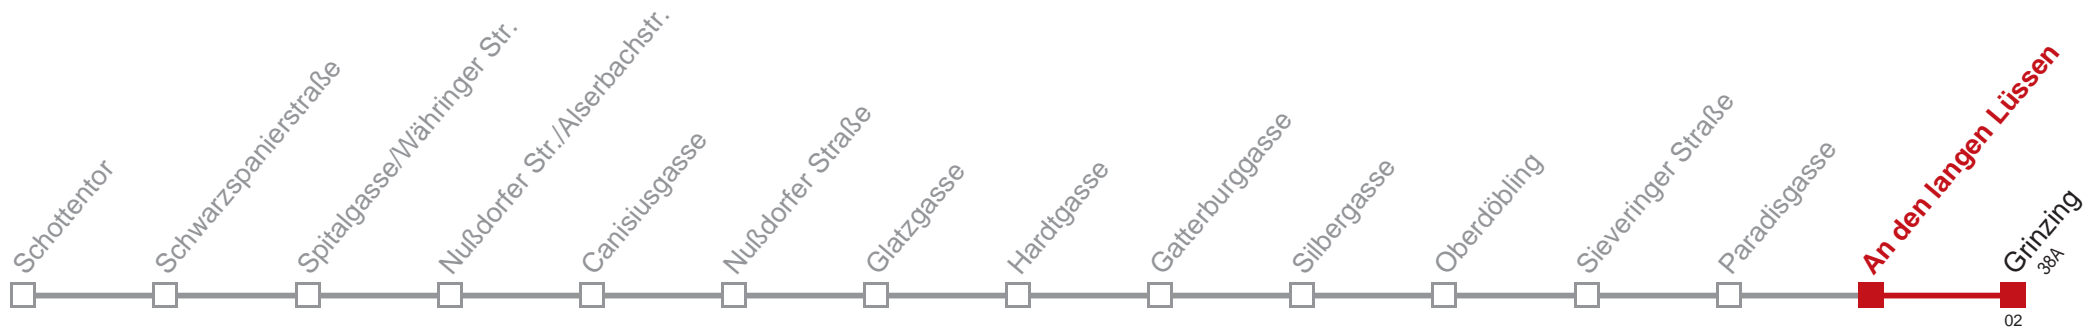 Schottentor
Schwarzspanierstraße
Spitalgasse/Währinger Str.
Nußdorfer Str./Alserbachstr.
Canisiusgasse
Nußdorfer Straße
Glatzgasse
Hardtgasse
Gatterburggasse
Silbergasse
Oberdöbling
Sieveringer Straße
Paradisgasse
An den langen Lüssen
Grinzing
38A
02